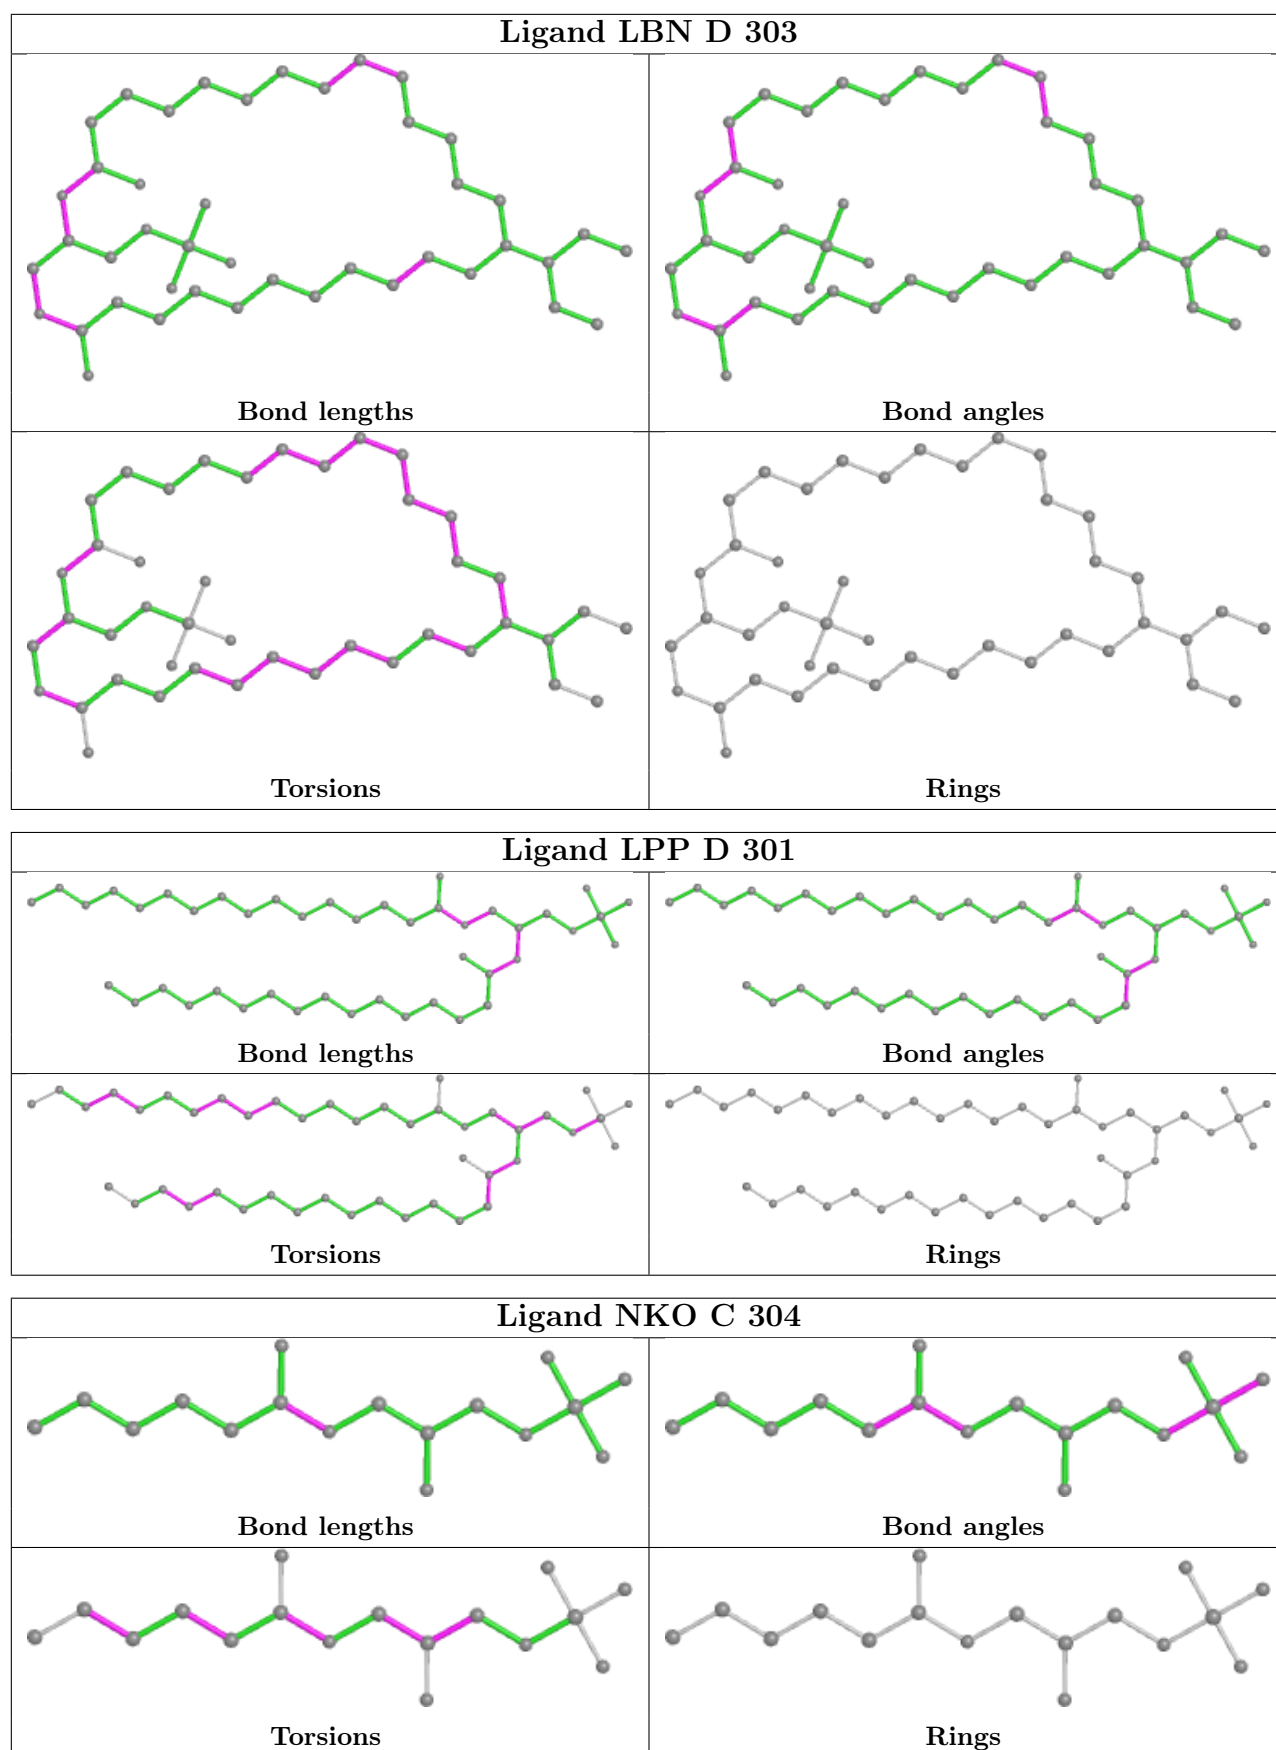 Ligand LBN D 303
Bond lengths
Bond angles
Torsions
Rings
Ligand LPP D 301
Bond lengths
Bond angles
Torsions
Rings
Ligand NKO C 304
Bond lengths
Bond angles
Torsions
Rings